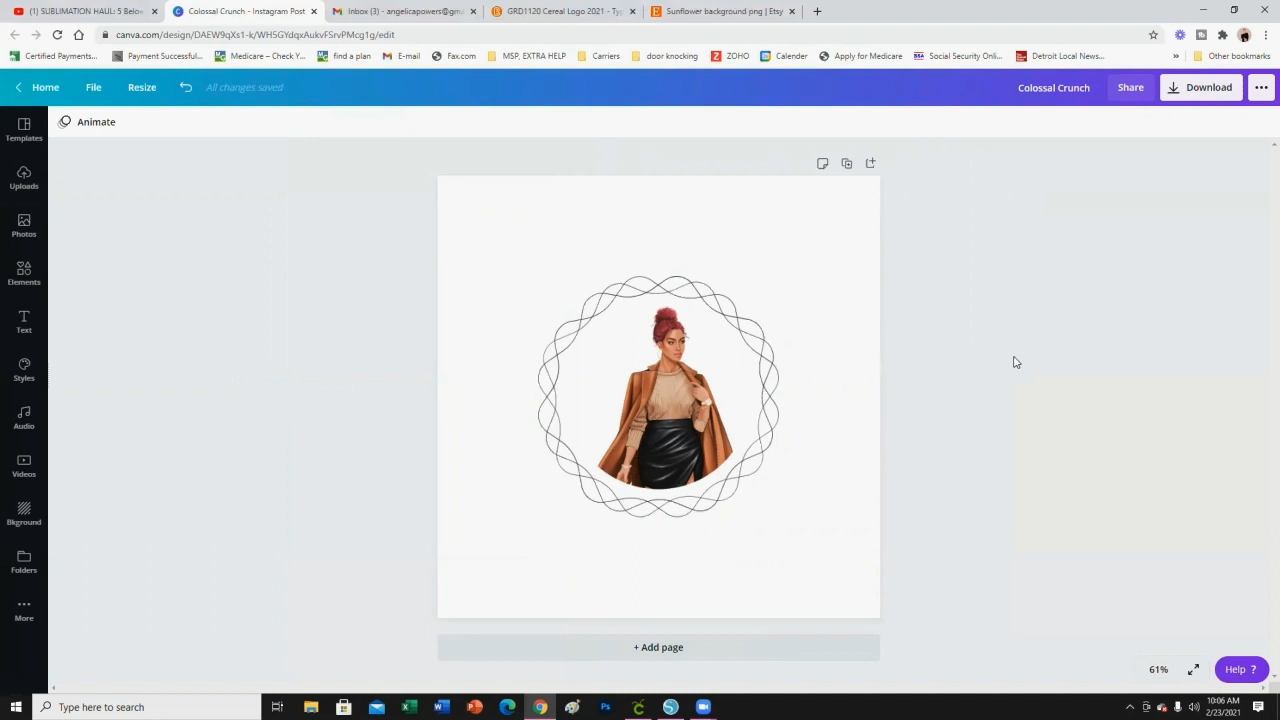 (1) SUBLIMATION HAUL: 5 Below
Colossal Crunch - Instagram Post
Inbox (3) - angelicapowers@gm
GRD1120 Cereal Logo 2021 - Ty
Sunflower background png | Etsy
canva.com/design/DAEW9qXs1-k/WH5GYdqxAukvFSrvPMcg1g/edit
Certified Payments...
Payment Successful...
Medicare – Check Y...
find a plan
E-mail
Fax.com
MSP, EXTRA HELP
Carriers
door knocking
ZOHO
Calender
Apply for Medicare
Social Security Onli...
Detroit Local News...
»
Other bookmarks
Home
File
Resize
All changes saved
Colossal Crunch
Share
Download
Animate
Templates
Uploads
Photos
Elements
Text
Styles
Audio
Videos
Bkground
Folders
More
+ Add page
61%
Help ?
Type here to search
10:06 AM
2/23/2021